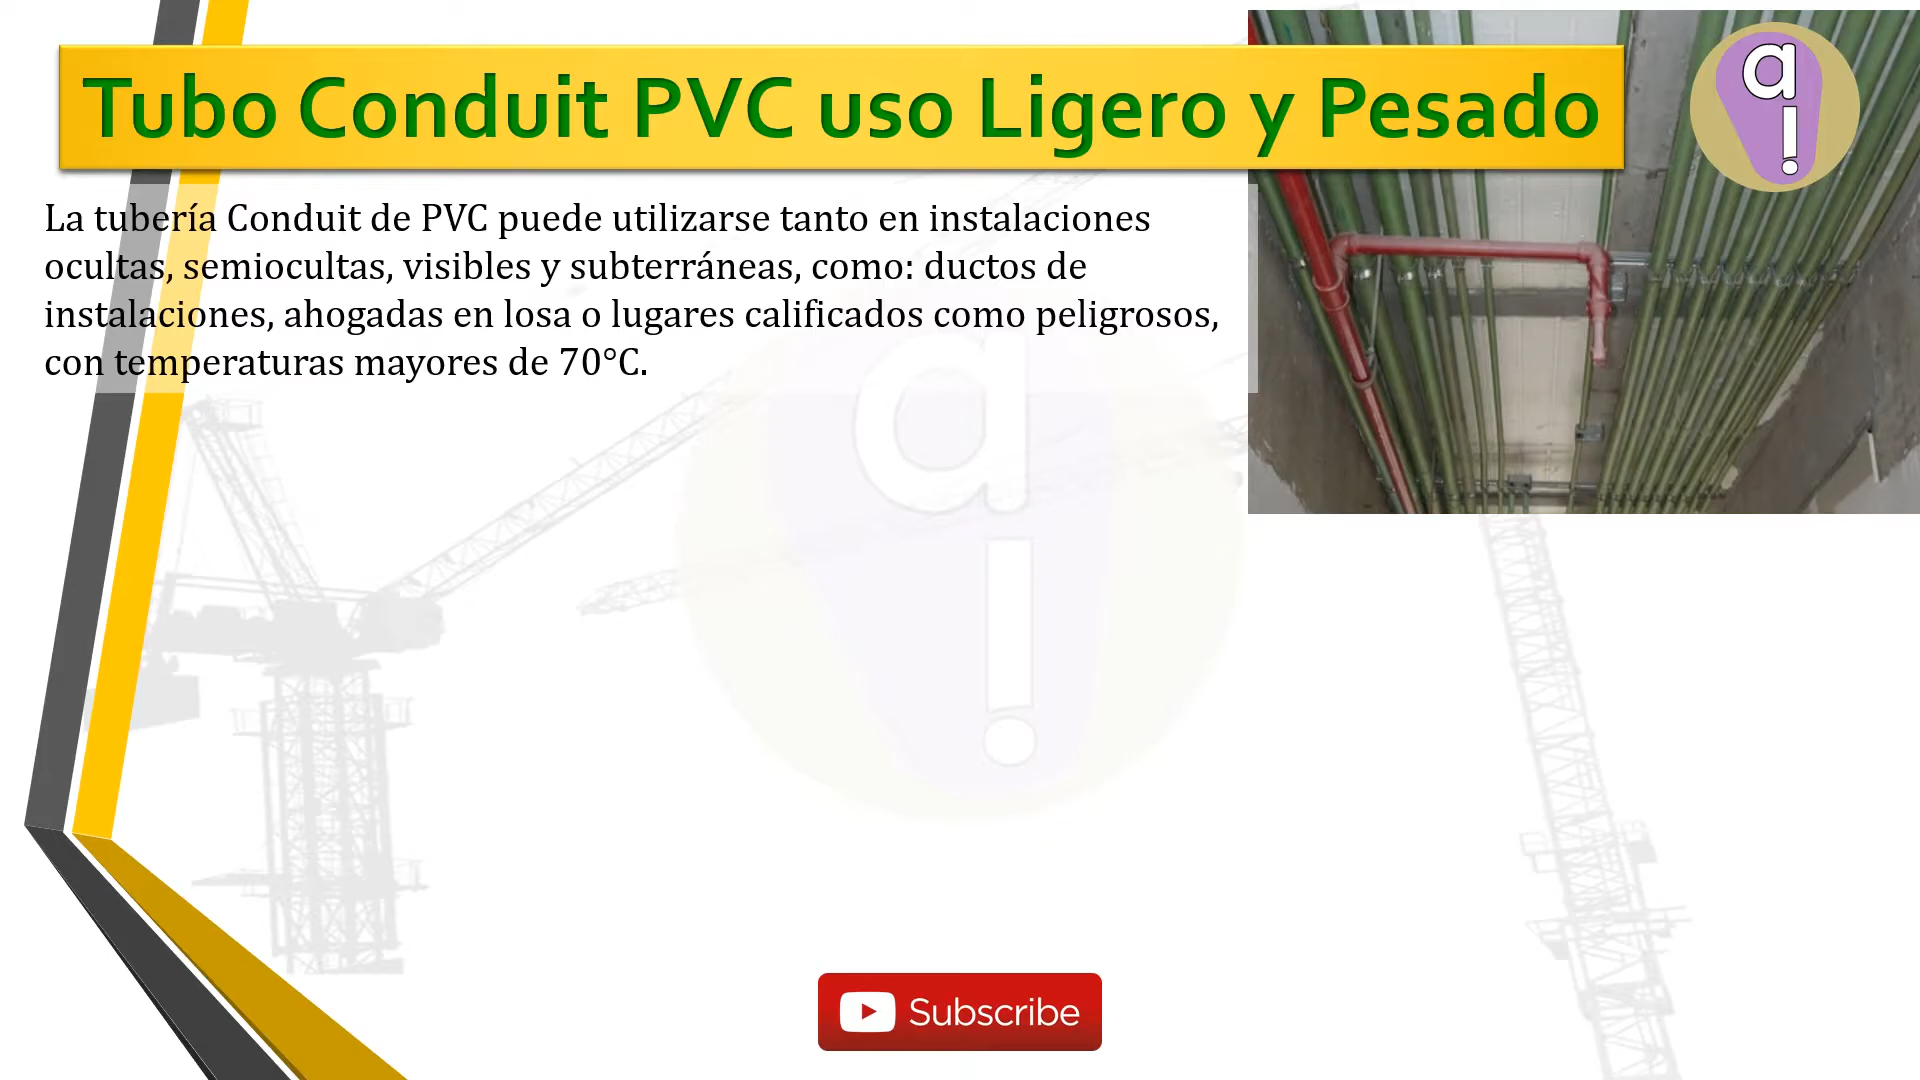 Tubo Conduit PVC uso Ligero y Pesado
La tubería Conduit de PVC puede utilizarse tanto en instalaciones
ocultas, semiocultas, visibles y subterráneas, como: ductos de
instalaciones, ahogadas en losa o lugares calificados como peligrosos,
con temperaturas mayores de 70°C.
Subscribe